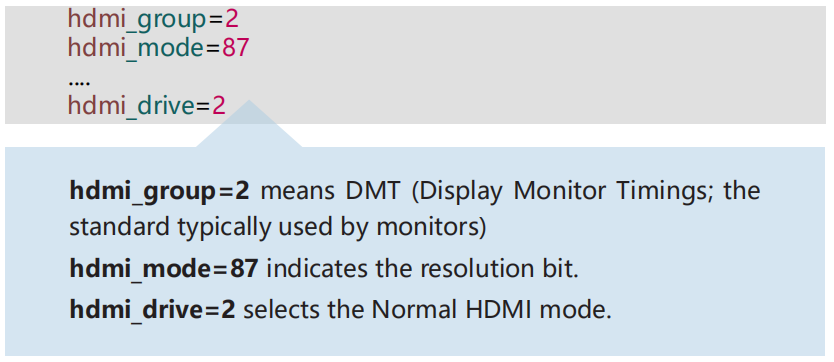 hdmi_group=2
hdmi_mode=87
....
hdmi_drive=2
hdmi_group=2 means DMT (Display Monitor Timings; the
standard typically used by monitors)
hdmi_mode=87 indicates the resolution bit.
hdmi_drive=2 selects the Normal HDMI mode.